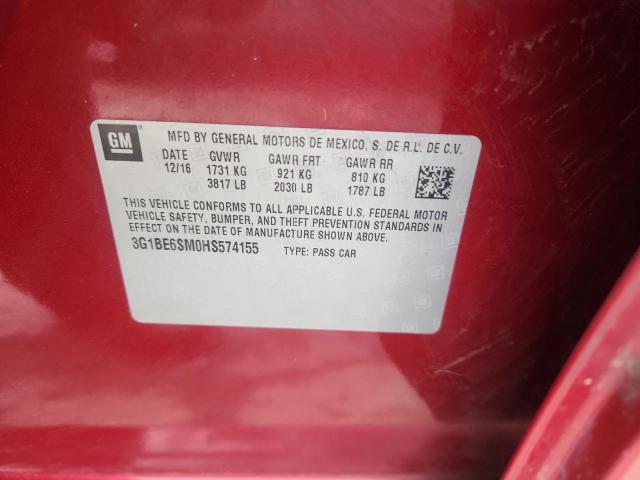 GM
MFD BY GENERAL MOTORS DE MEXICO, S. DE R.L. DE C.V.
DATE GVWR GAWR FRT GAWR RR
12/16 1731 KG 921 KG 810 KG
3817 LB 2030 LB 1787 LB
THIS VEHICLE CONFORMS TO ALL APPLICABLE U.S. FEDERAL MOTOR
VEHICLE SAFETY, BUMPER, AND THEFT PREVENTION STANDARDS IN
EFFECT ON THE DATE OF MANUFACTURE SHOWN ABOVE.
3G1BE6SM0HS574155 TYPE: PASS CAR